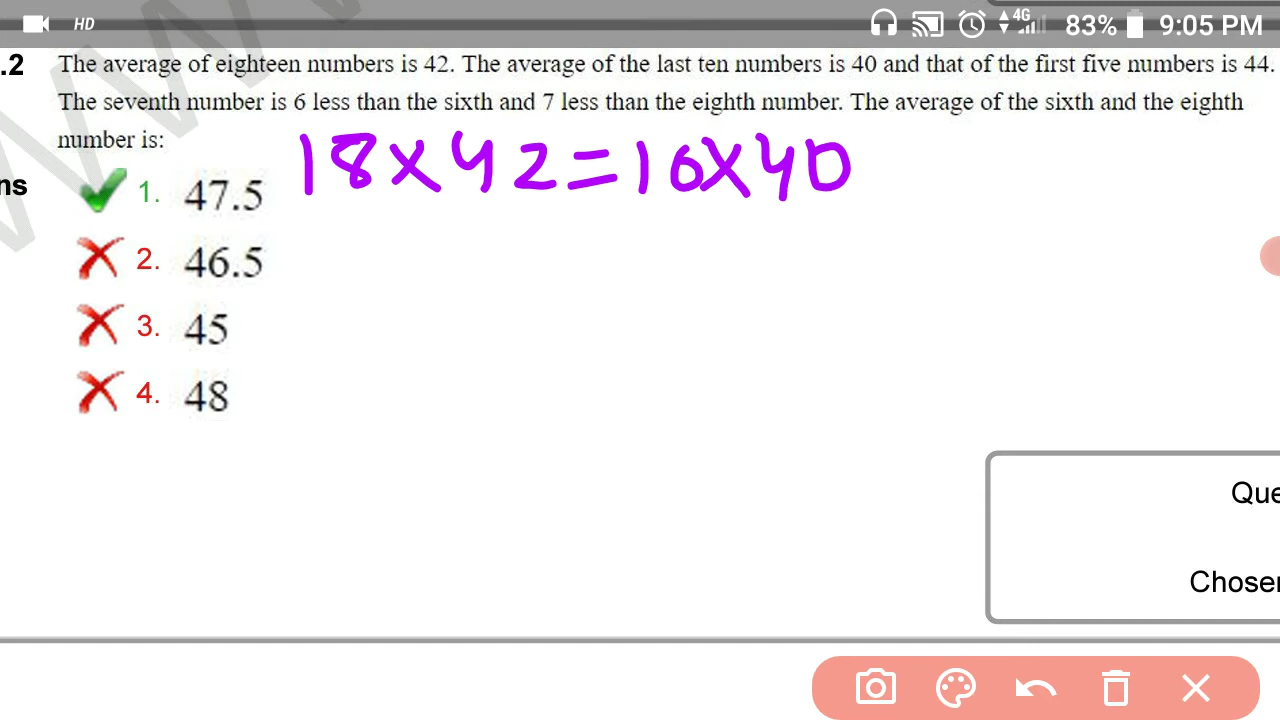 HD 4G 83% 9:05 PM
.2 The average of eighteen numbers is 42. The average of the last ten numbers is 40 and that of the first five numbers is 44.
The seventh number is 6 less than the sixth and 7 less than the eighth number. The average of the sixth and the eighth
number is:
18×42=10×40
ns 1. 47.5
2. 46.5
3. 45
4. 48
Que
Chosen